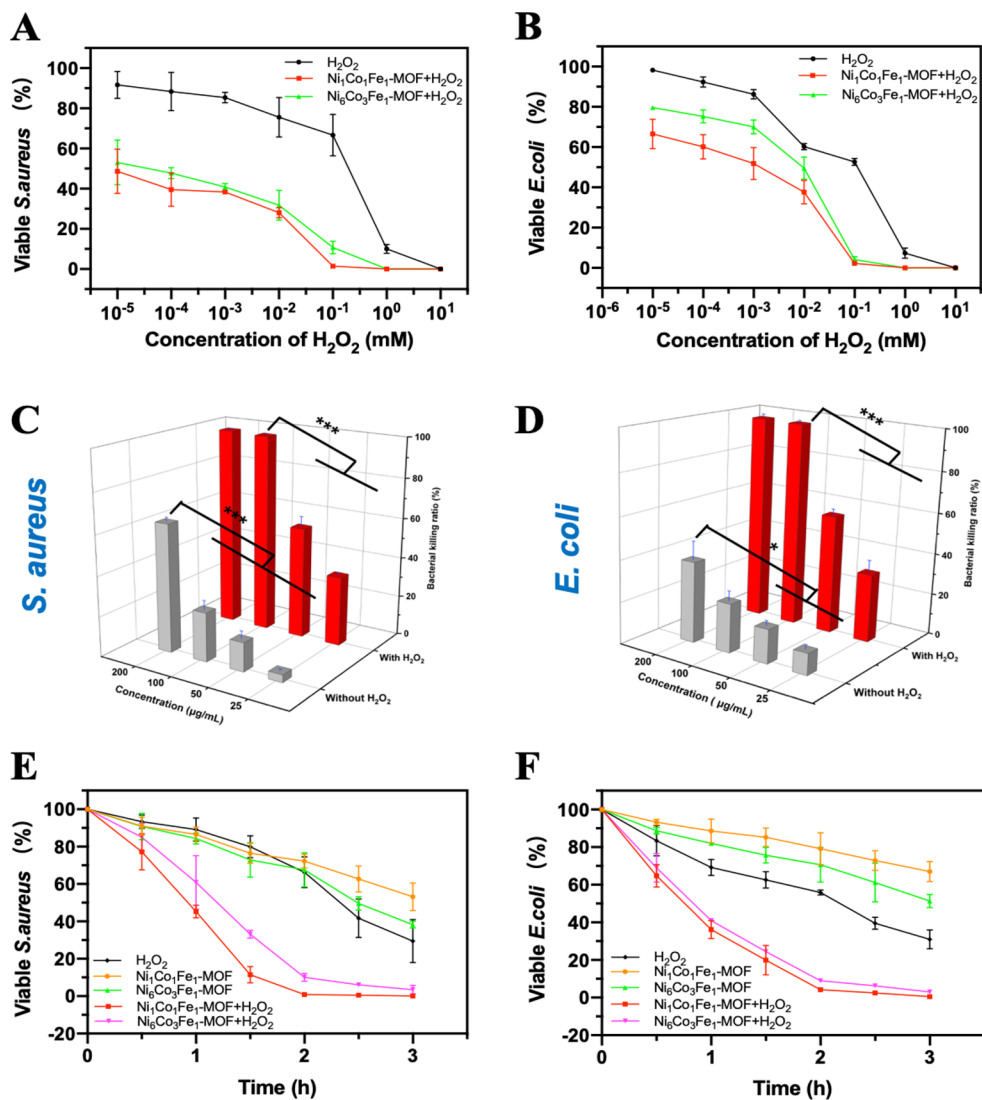 A
Viable S.aureus (%)
100
80
60
40
20
0
H₂O₂
Ni₁Co₁Fe₁-MOF+H₂O₂
Ni₆Co₃Fe₁-MOF+H₂O₂
10⁻⁵ 10⁻⁴ 10⁻³ 10⁻² 10⁻¹ 10⁰ 10¹
Concentration of H₂O₂ (mM)
B
Viable E.coli (%)
100
80
60
40
20
0
H₂O₂
Ni₁Co₁Fe₁-MOF+H₂O₂
Ni₆Co₃Fe₁-MOF+H₂O₂
10⁻⁶ 10⁻⁵ 10⁻⁴ 10⁻³ 10⁻² 10⁻¹ 10⁰ 10¹
Concentration of H₂O₂ (mM)
C
S. aureus
***
***
100
80
60
40
20
0
Bacterial killing ratio (%)
With H₂O₂
Without H₂O₂
200
100
50
25
Concentration (μg/mL)
D
E. coli
***
*
100
80
60
40
20
0
Bacterial killing ratio (%)
With H₂O₂
Without H₂O₂
200
100
50
25
Concentration ( μg/mL)
E
Viable S.aureus (%)
100
80
60
40
20
0
-20
H₂O₂
Ni₁Co₁Fe₁-MOF
Ni₆Co₃Fe₁-MOF
Ni₁Co₁Fe₁-MOF+H₂O₂
Ni₆Co₃Fe₁-MOF+H₂O₂
0 1 2 3
Time (h)
F
Viable E.coli (%)
100
80
60
40
20
0
-20
H₂O₂
Ni₁Co₁Fe₁-MOF
Ni₆Co₃Fe₁-MOF
Ni₁Co₁Fe₁-MOF+H₂O₂
Ni₆Co₃Fe₁-MOF+H₂O₂
0 1 2 3
Time (h)